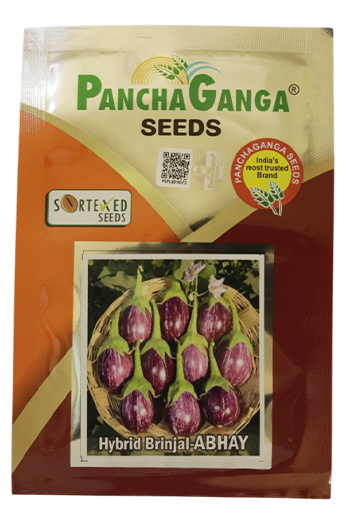 PANCHAGANGA®
SEEDS
PANCHAGANGA SEEDS
India's
most trusted
Brand
SORTEXED
SEEDS
Hybrid Brinjal-ABHAY